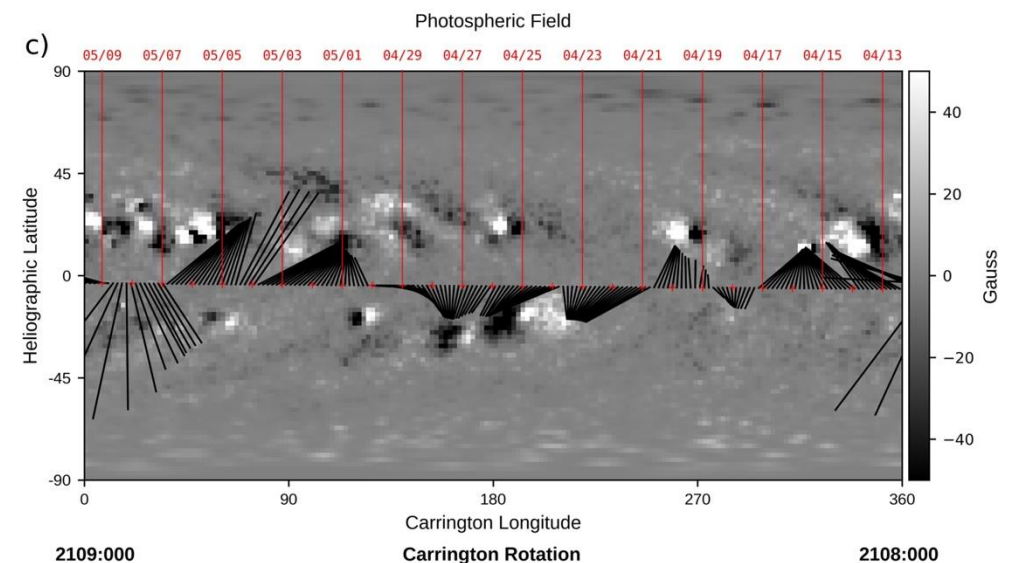 Photospheric Field
c)
05/09 05/07 05/05 05/03 05/01 04/29 04/27 04/25 04/23 04/21 04/19 04/17 04/15 04/13
90
45
0
-45
-90
Heliographic Latitude
0 90 180 270 360
Carrington Longitude
2109:000 Carrington Rotation 2108:000
40
20
0
−20
−40
Gauss